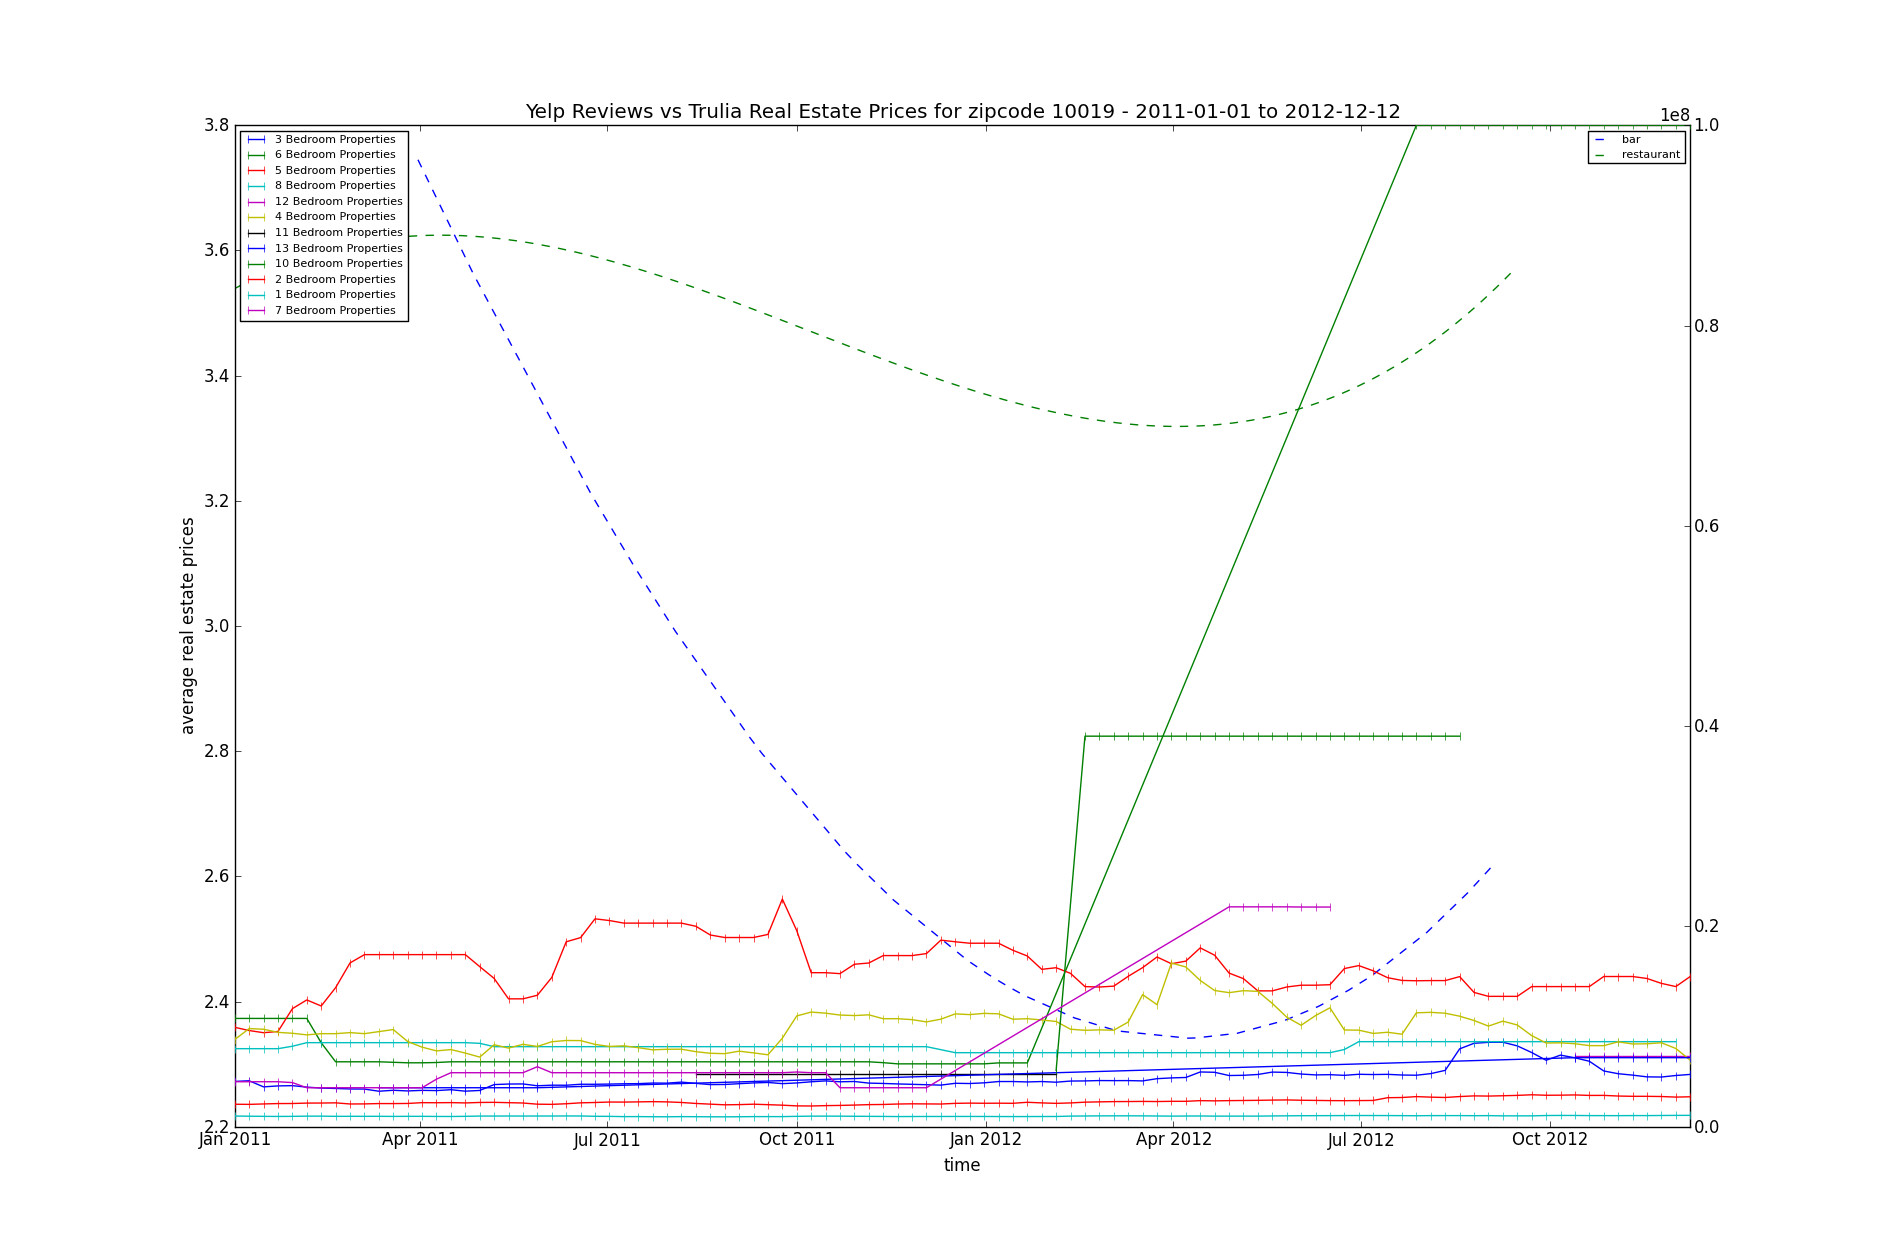 Yelp Reviews vs Trulia Real Estate Prices for zipcode 10019 - 2011-01-01 to 2012-12-12
1e8
3.8
3.6
3.4
3.2
3.0
2.8
2.6
2.4
2.2
average real estate prices
3 Bedroom Properties
6 Bedroom Properties
5 Bedroom Properties
8 Bedroom Properties
12 Bedroom Properties
4 Bedroom Properties
11 Bedroom Properties
13 Bedroom Properties
10 Bedroom Properties
2 Bedroom Properties
1 Bedroom Properties
7 Bedroom Properties
bar
restaurant
1.0
0.8
0.6
0.4
0.2
0.0
Jan 2011 Apr 2011 Jul 2011 Oct 2011 Jan 2012 Apr 2012 Jul 2012 Oct 2012
time